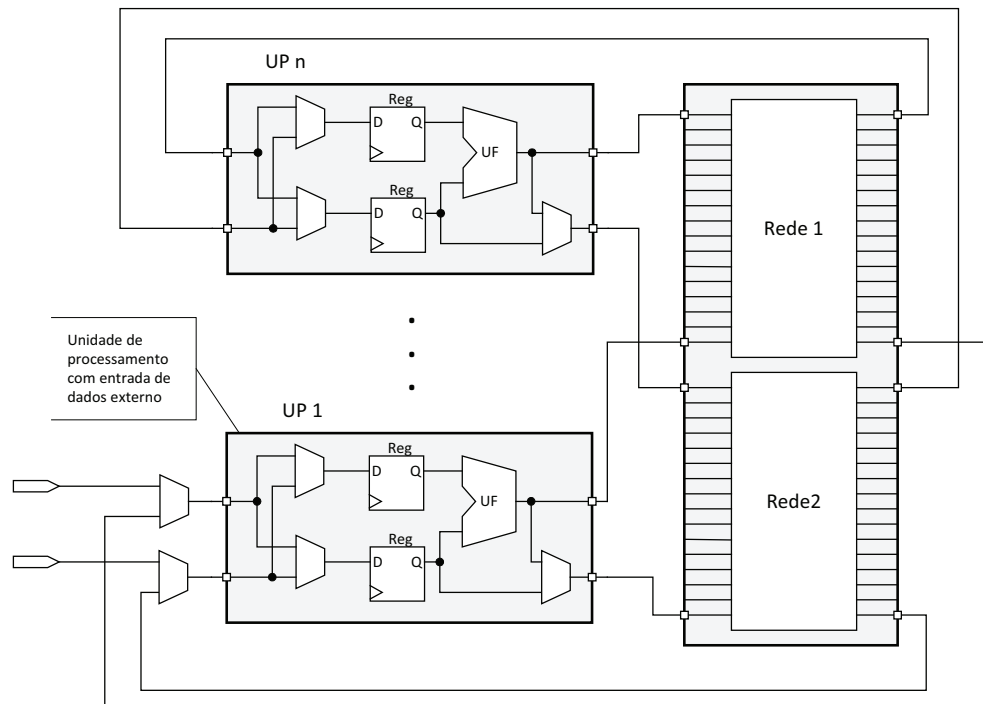 UP n
Reg
D Q
UF
Reg
D Q
Rede 1
Unidade de
processamento
com entrada de
dados externo
UP 1
Reg
D Q
UF
Reg
D Q
Rede2